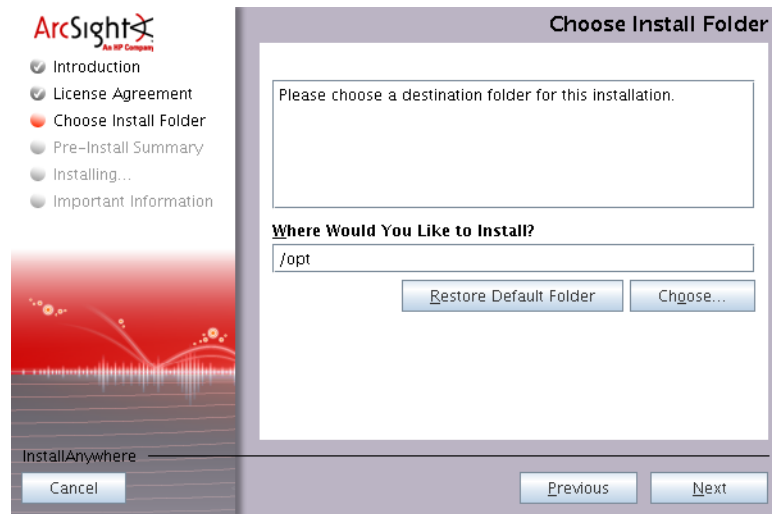 ArcSight
An HP Company
Choose Install Folder
Introduction
License Agreement
Choose Install Folder
Pre-Install Summary
Installing...
Important Information
Please choose a destination folder for this installation.
Where Would You Like to Install?
/opt
Restore Default Folder
Choose...
InstallAnywhere
Cancel
Previous
Next